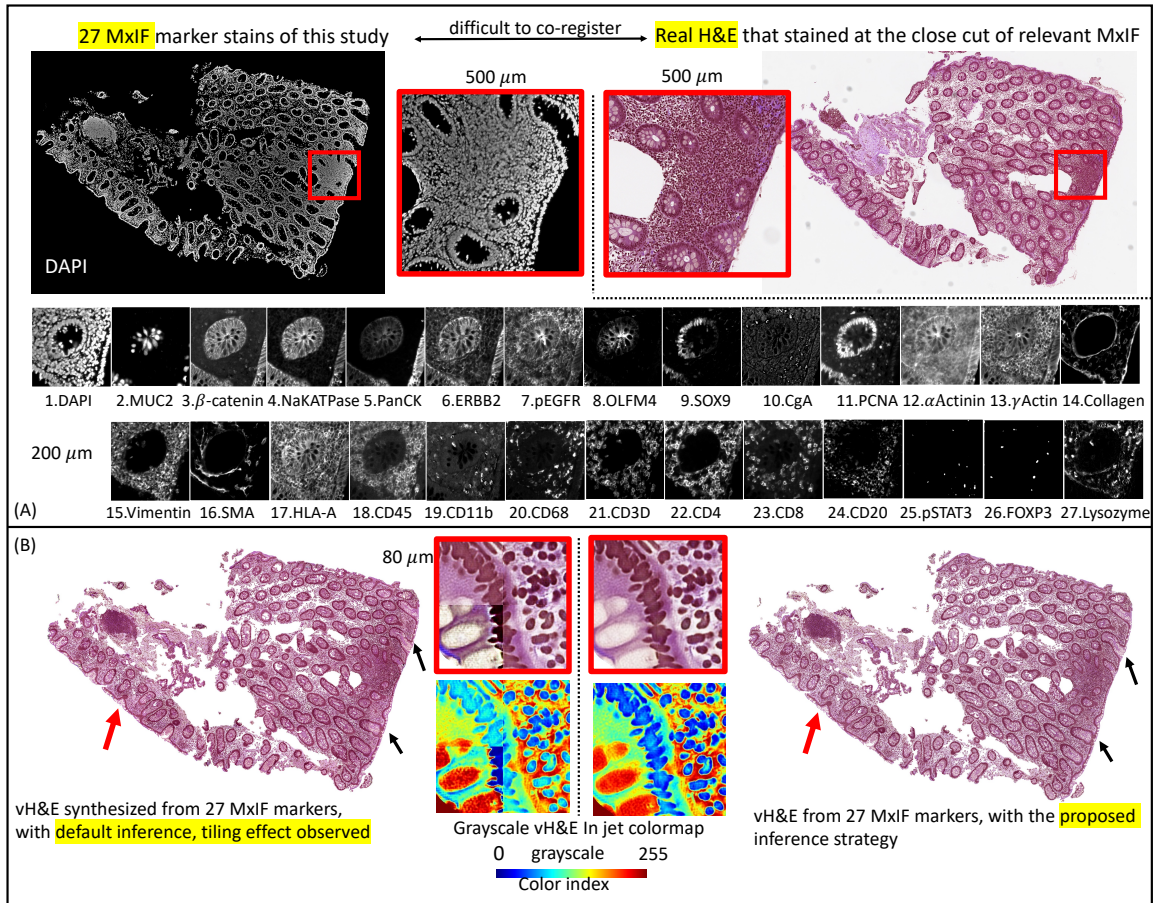 27 MxIF marker stains of this study
difficult to co-register
Real H&E that stained at the close cut of relevant MxIF
500 𝜇m
500 𝜇m
DAPI
1.DAPI
2.MUC2
3.𝛽-catenin
4.NaKATPase
5.PanCK
6.ERBB2
7.pEGFR
8.OLFM4
9.SOX9
10.CgA
11.PCNA
12.𝛼Actinin
13.𝛾Actin
14.Collagen
200 𝜇m
15.Vimentin
16.SMA
17.HLA-A
18.CD45
19.CD11b
20.CD68
21.CD3D
22.CD4
23.CD8
24.CD20
25.pSTAT3
26.FOXP3
27.Lysozyme
(A)
(B)
80 𝜇m
vH&E synthesized from 27 MxIF markers,
with default inference, tiling effect observed
Grayscale vH&E In jet colormap
0 grayscale 255
Color index
vH&E from 27 MxIF markers, with the proposed
inference strategy